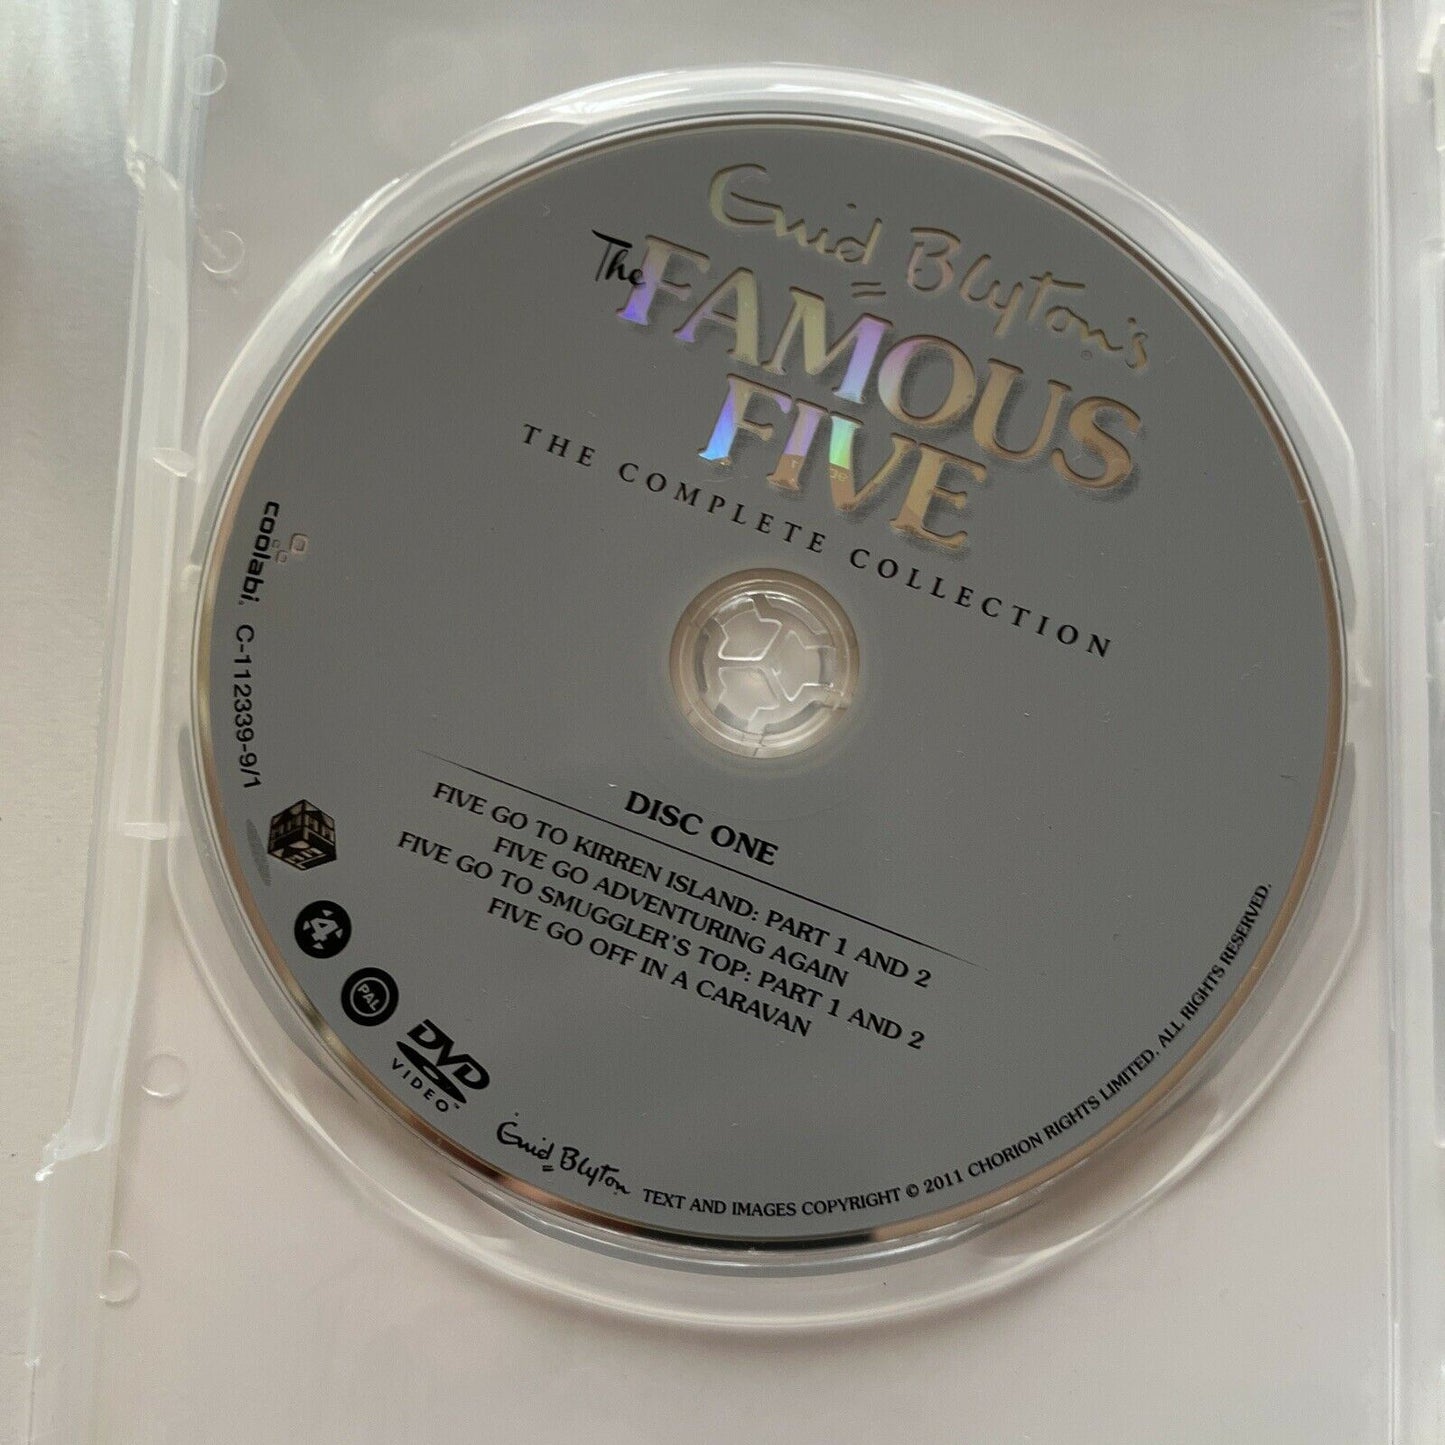 Enid Blyton's
The FAMOUS
FIVE
THE COMPLETE COLLECTION
coolabi. C-112339-9/1
DISC ONE
FIVE GO TO KIRREN ISLAND: PART 1 AND 2
FIVE GO ADVENTURING AGAIN
FIVE GO TO SMUGGLER'S TOP: PART 1 AND 2
FIVE GO OFF IN A CARAVAN
4
PAL
DVD
VIDEO™
Enid Blyton TEXT AND IMAGES COPYRIGHT © 2011 CHORION RIGHTS LIMITED. ALL RIGHTS RESERVED.